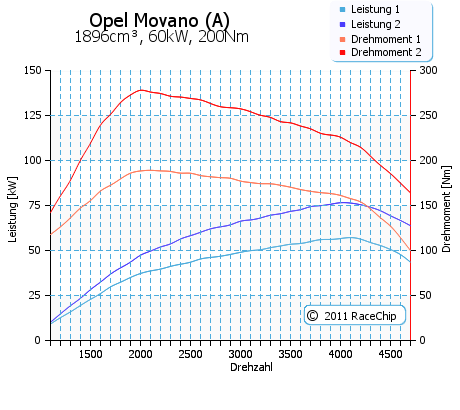 Opel Movano (A)
1896cm³, 60kW, 200Nm
Leistung 1
Leistung 2
Drehmoment 1
Drehmoment 2
150
125
100
75
50
25
0
Leistung [kW]
300
250
200
150
100
50
0
Drehmoment [Nm]
1500 2000 2500 3000 3500 4000 4500
Drehzahl
© 2011 RaceChip